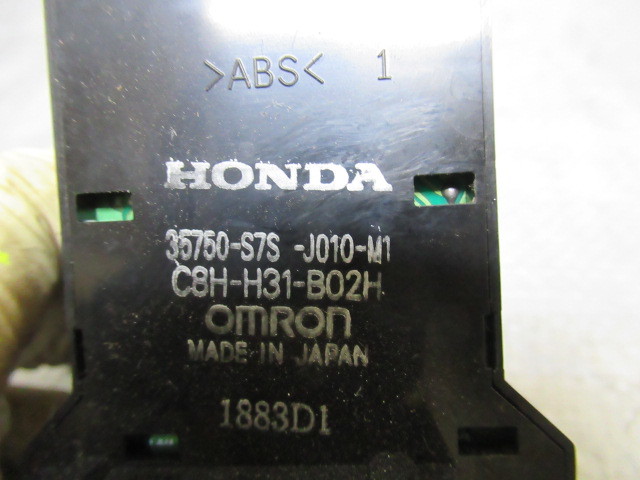 >ABS< 1
HONDA
35750-S7S -J010-M1
C8H-H31-B02H
OMRON
MADE IN JAPAN
1883D1